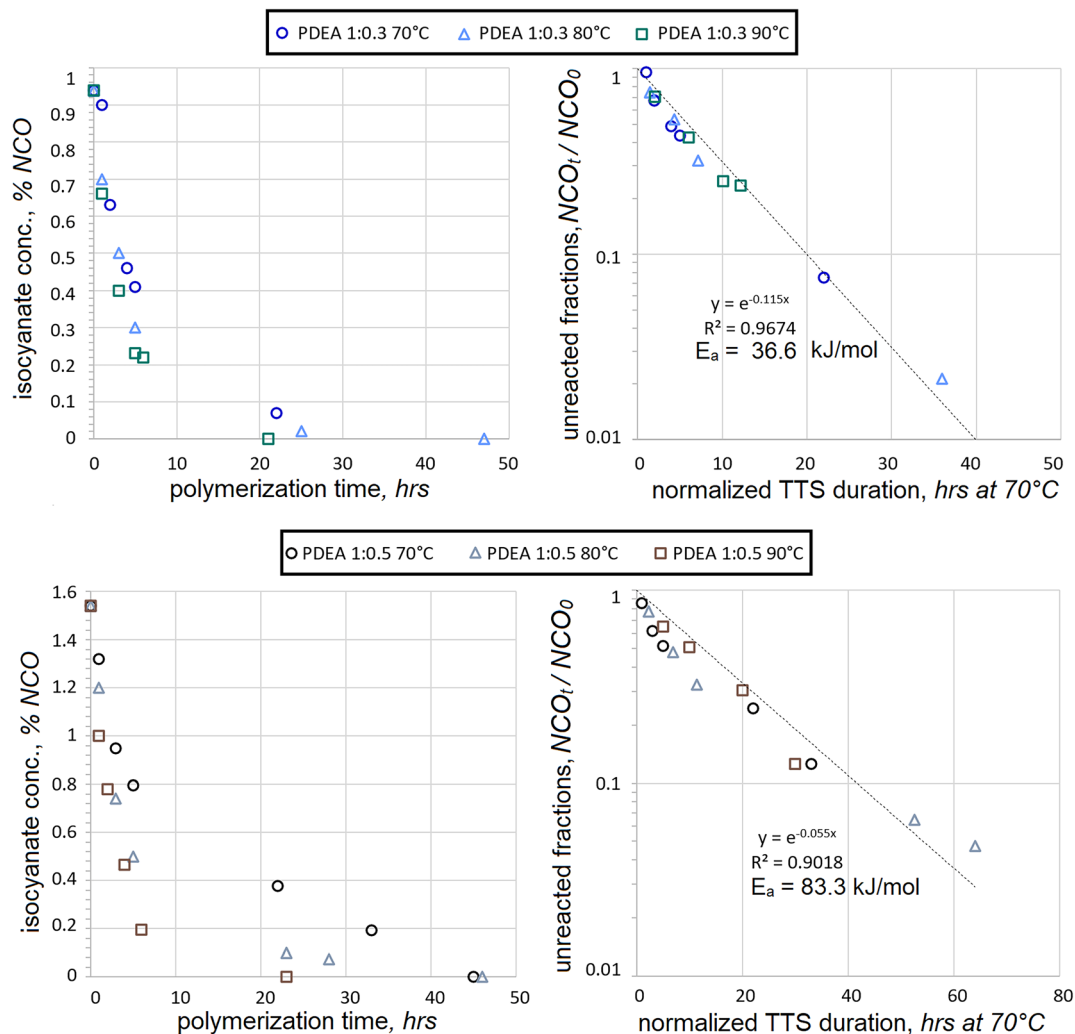 PDEA 1:0.3 70°C PDEA 1:0.3 80°C PDEA 1:0.3 90°C
isocyanate conc., % NCO
1
0.9
0.8
0.7
0.6
0.5
0.4
0.3
0.2
0.1
0
0 10 20 30 40 50
polymerization time, hrs
unreacted fractions, NCOt / NCO0
1
0.1
0.01
y = e-0.115x
R² = 0.9674
Ea = 36.6 kJ/mol
0 10 20 30 40 50
normalized TTS duration, hrs at 70°C
PDEA 1:0.5 70°C PDEA 1:0.5 80°C PDEA 1:0.5 90°C
isocyanate conc., % NCO
1.6
1.4
1.2
1
0.8
0.6
0.4
0.2
0
0 10 20 30 40 50
polymerization time, hrs
unreacted fractions, NCOt / NCO0
1
0.1
0.01
y = e-0.055x
R² = 0.9018
Ea = 83.3 kJ/mol
0 20 40 60 80
normalized TTS duration, hrs at 70°C